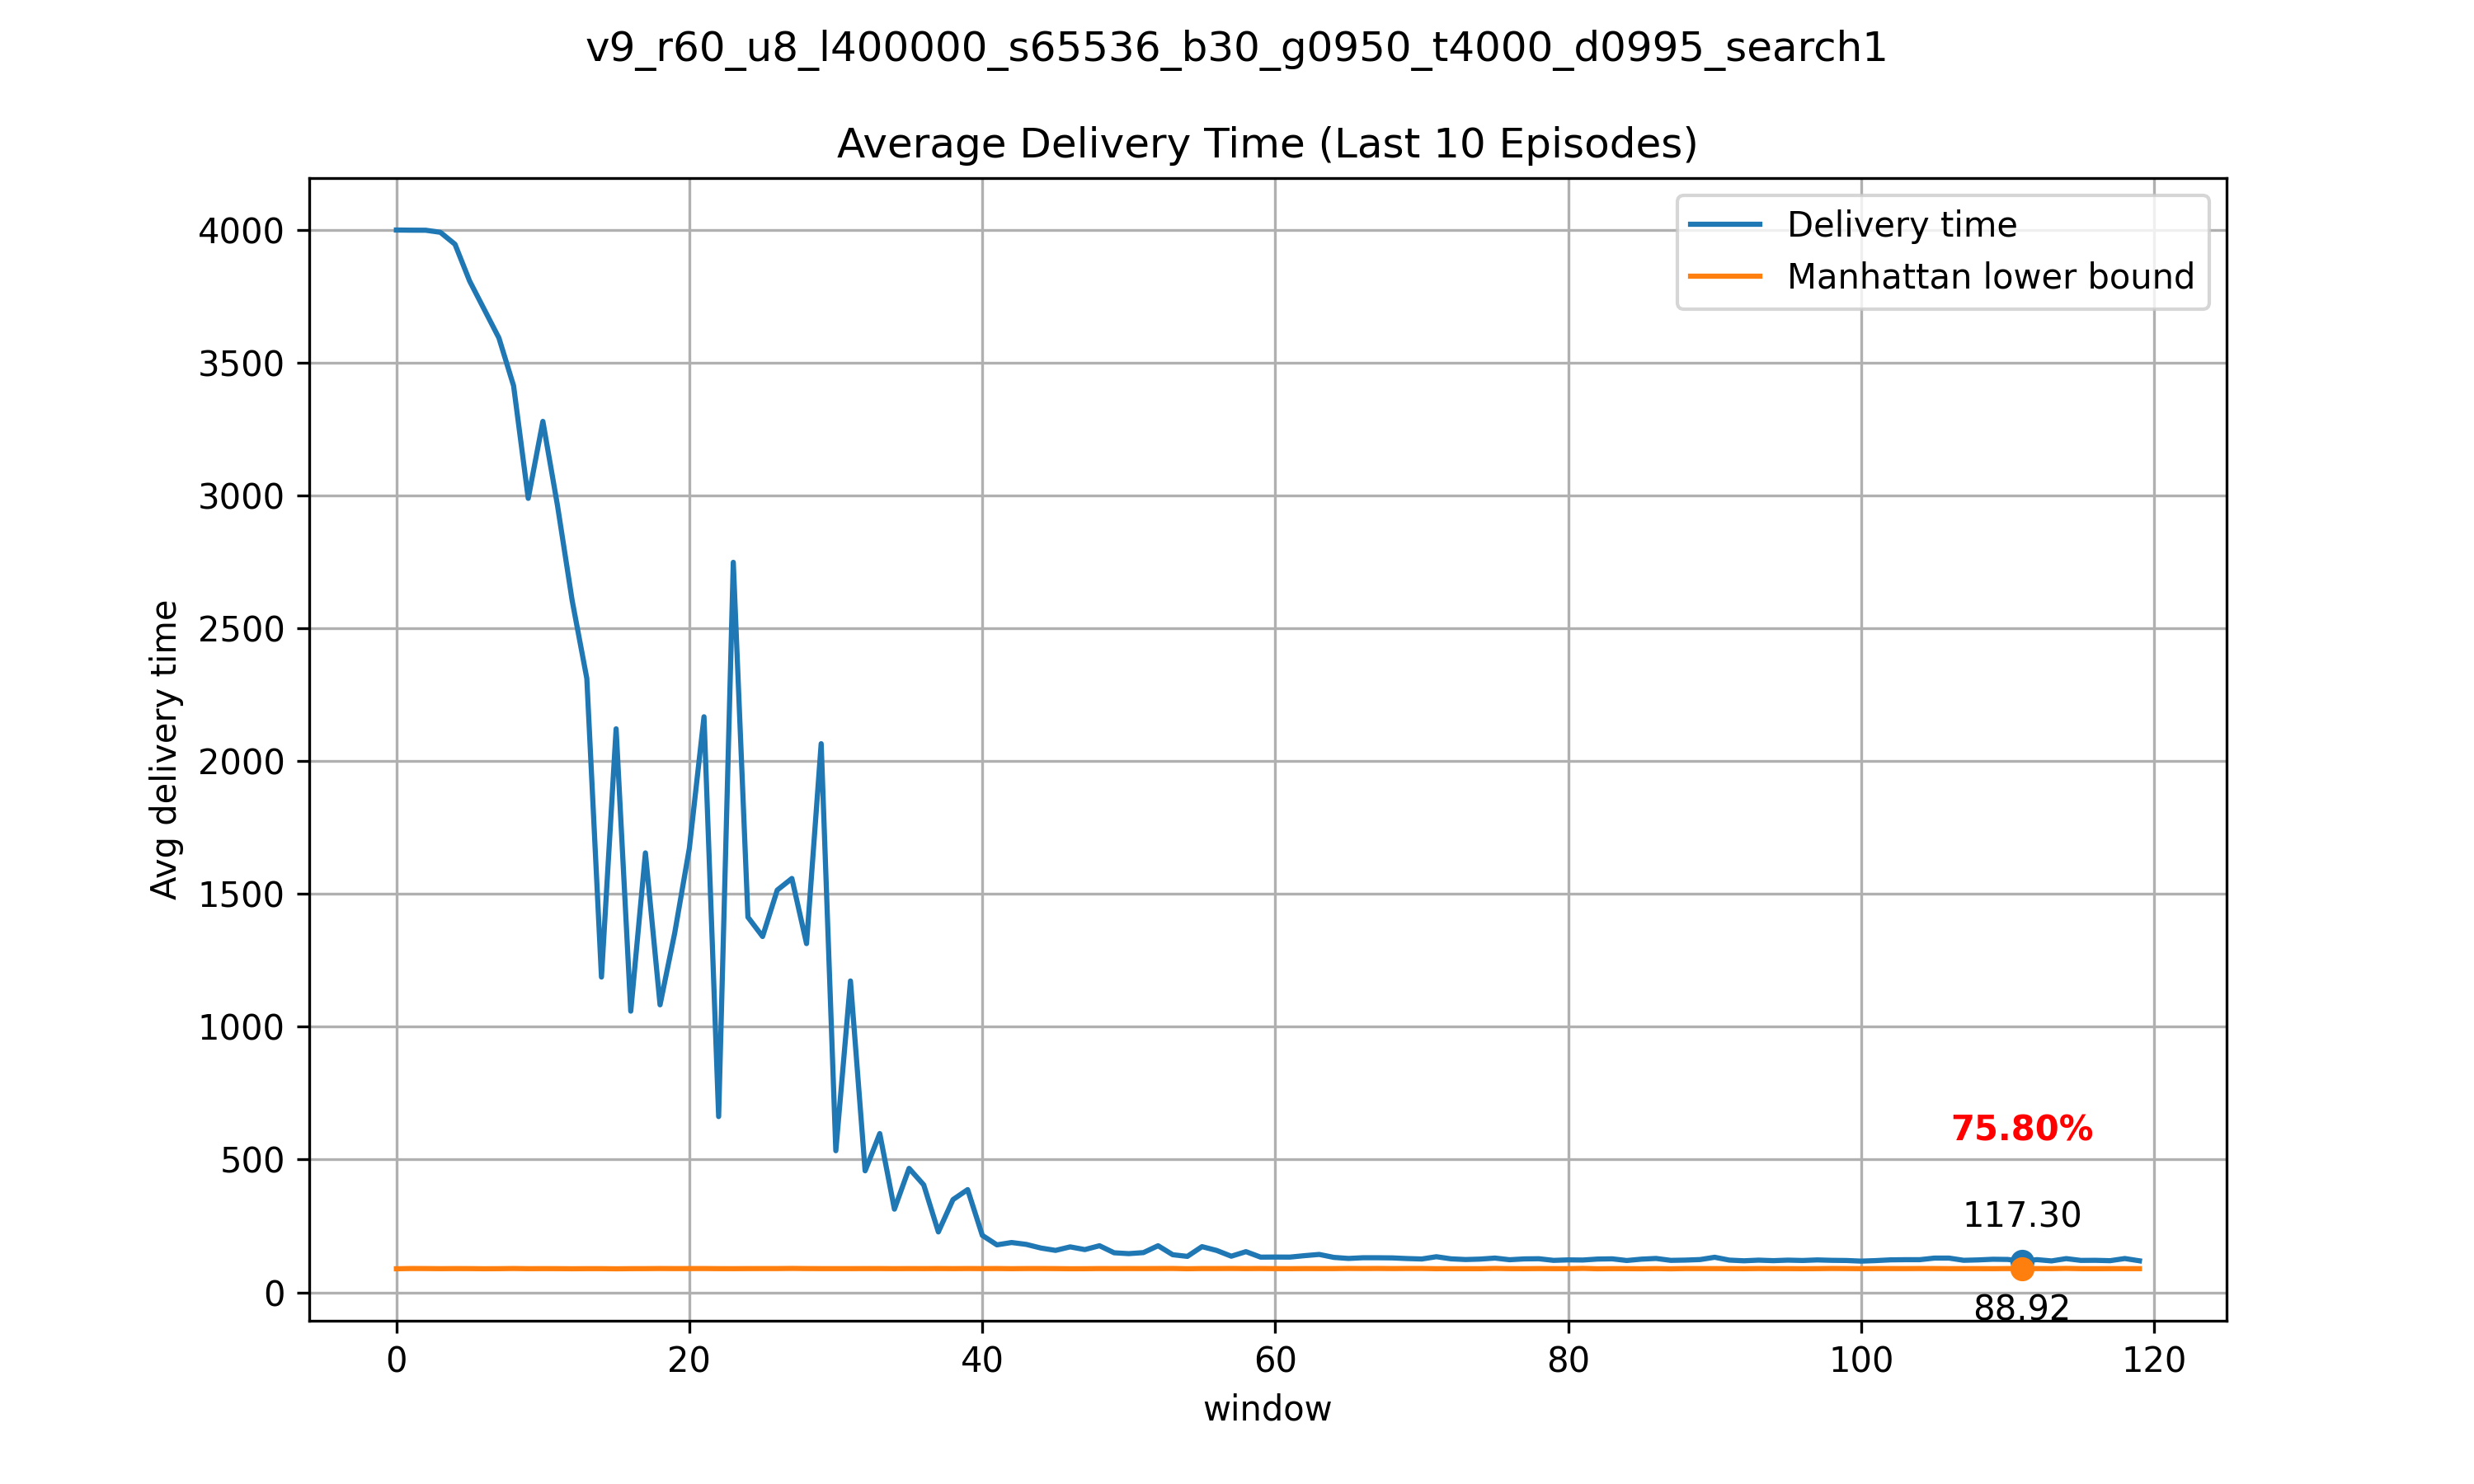 v9_r60_u8_l400000_s65536_b30_g0950_t4000_d0995_search1
Average Delivery Time (Last 10 Episodes)
Delivery time
Manhattan lower bound
Avg delivery time
4000
3500
3000
2500
2000
1500
1000
500
0
75.80%
117.30
88.92
0 20 40 60 80 100 120
window